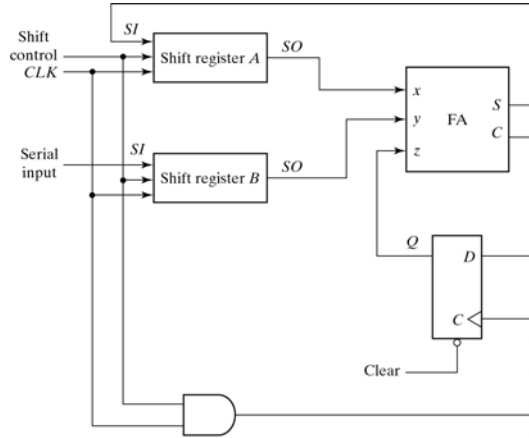 SI
Shift
control
CLK
Shift register A
SO
x
y
z
FA
S
C
Serial
input
SI
Shift register B
SO
Q
D
C
Clear